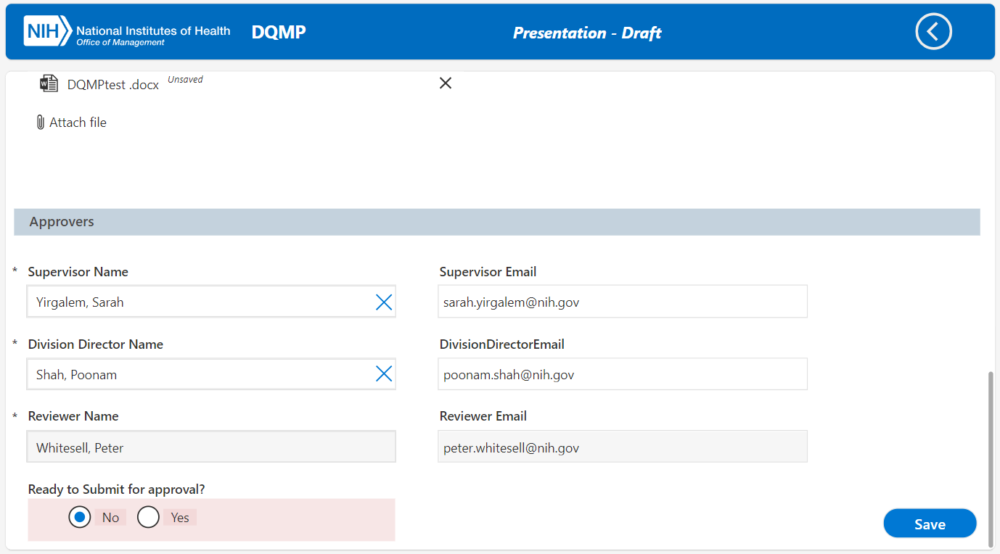 NIH
National Institutes of Health
Office of Management
DQMP
Presentation - Draft
DQMPtest .docx Unsaved
Attach file
Approvers
* Supervisor Name
Supervisor Email
Yirgalem, Sarah
sarah.yirgalem@nih.gov
* Division Director Name
DivisionDirectorEmail
Shah, Poonam
poonam.shah@nih.gov
* Reviewer Name
Reviewer Email
Whitesell, Peter
peter.whitesell@nih.gov
Ready to Submit for approval?
No Yes
Save